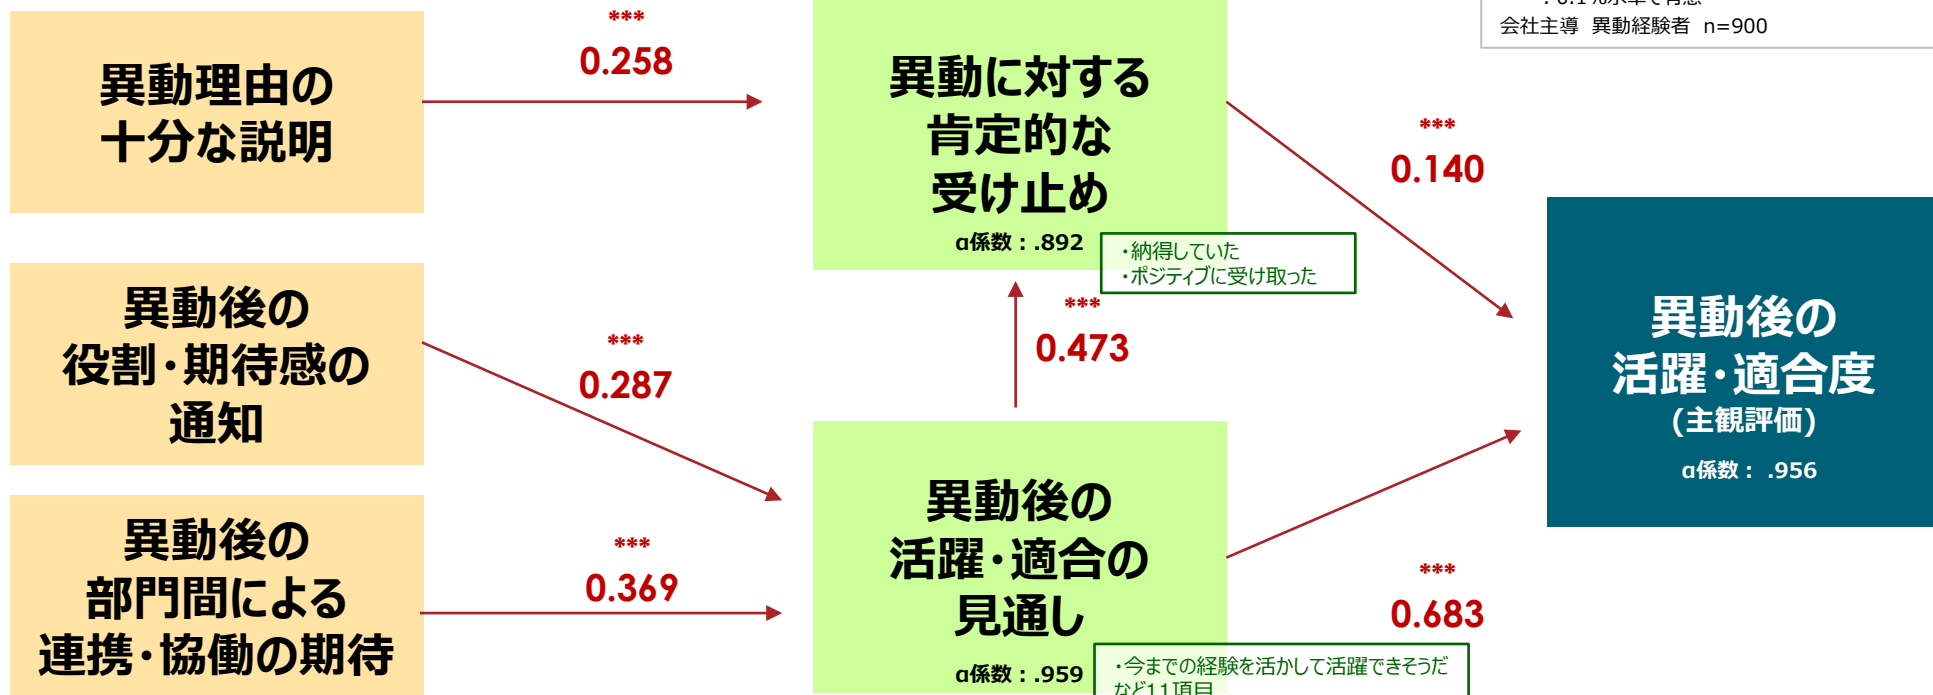 異動理由の
十分な説明
***
0.258
異動に対する
肯定的な
受け止め
α係数：.892
・納得していた
・ポジティブに受け取った
会社主導 異動経験者 n=900
***
0.140
異動後の
役割・期待感の
通知
***
0.287
***
0.473
異動後の
活躍・適合度
(主観評価)
α係数： .956
異動後の
部門間による
連携・協働の期待
***
0.369
異動後の
活躍・適合の
見通し
α係数：.959
・今までの経験を活かして活躍できそうだ
など11項目
***
0.683